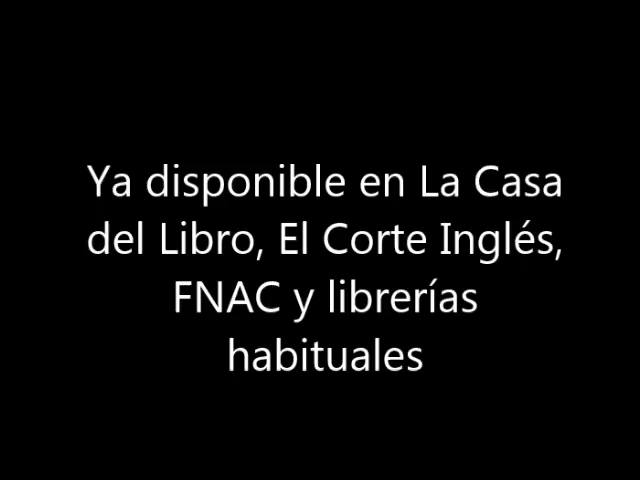 Ya disponible en La Casa
del Libro, El Corte Inglés,
FNAC y librerías
habituales